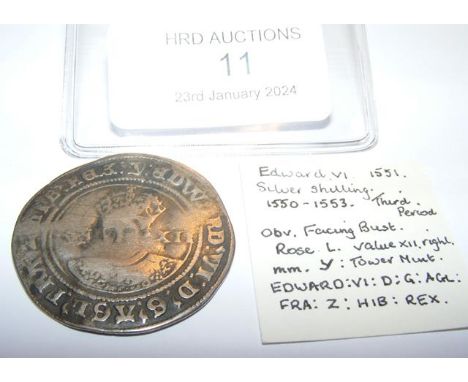 HRD AUCTIONS
11
23rd January 2024
Edward VI. 1551.
Silver Shilling.
1550-1553. Third
Period
Obv. Facing Bust.
Rose L. Value XII, right.
mm. Y: Tower Mint.
EDWARD:VI: D:G: AGL:
FRA: Z: HIB: REX.
XII